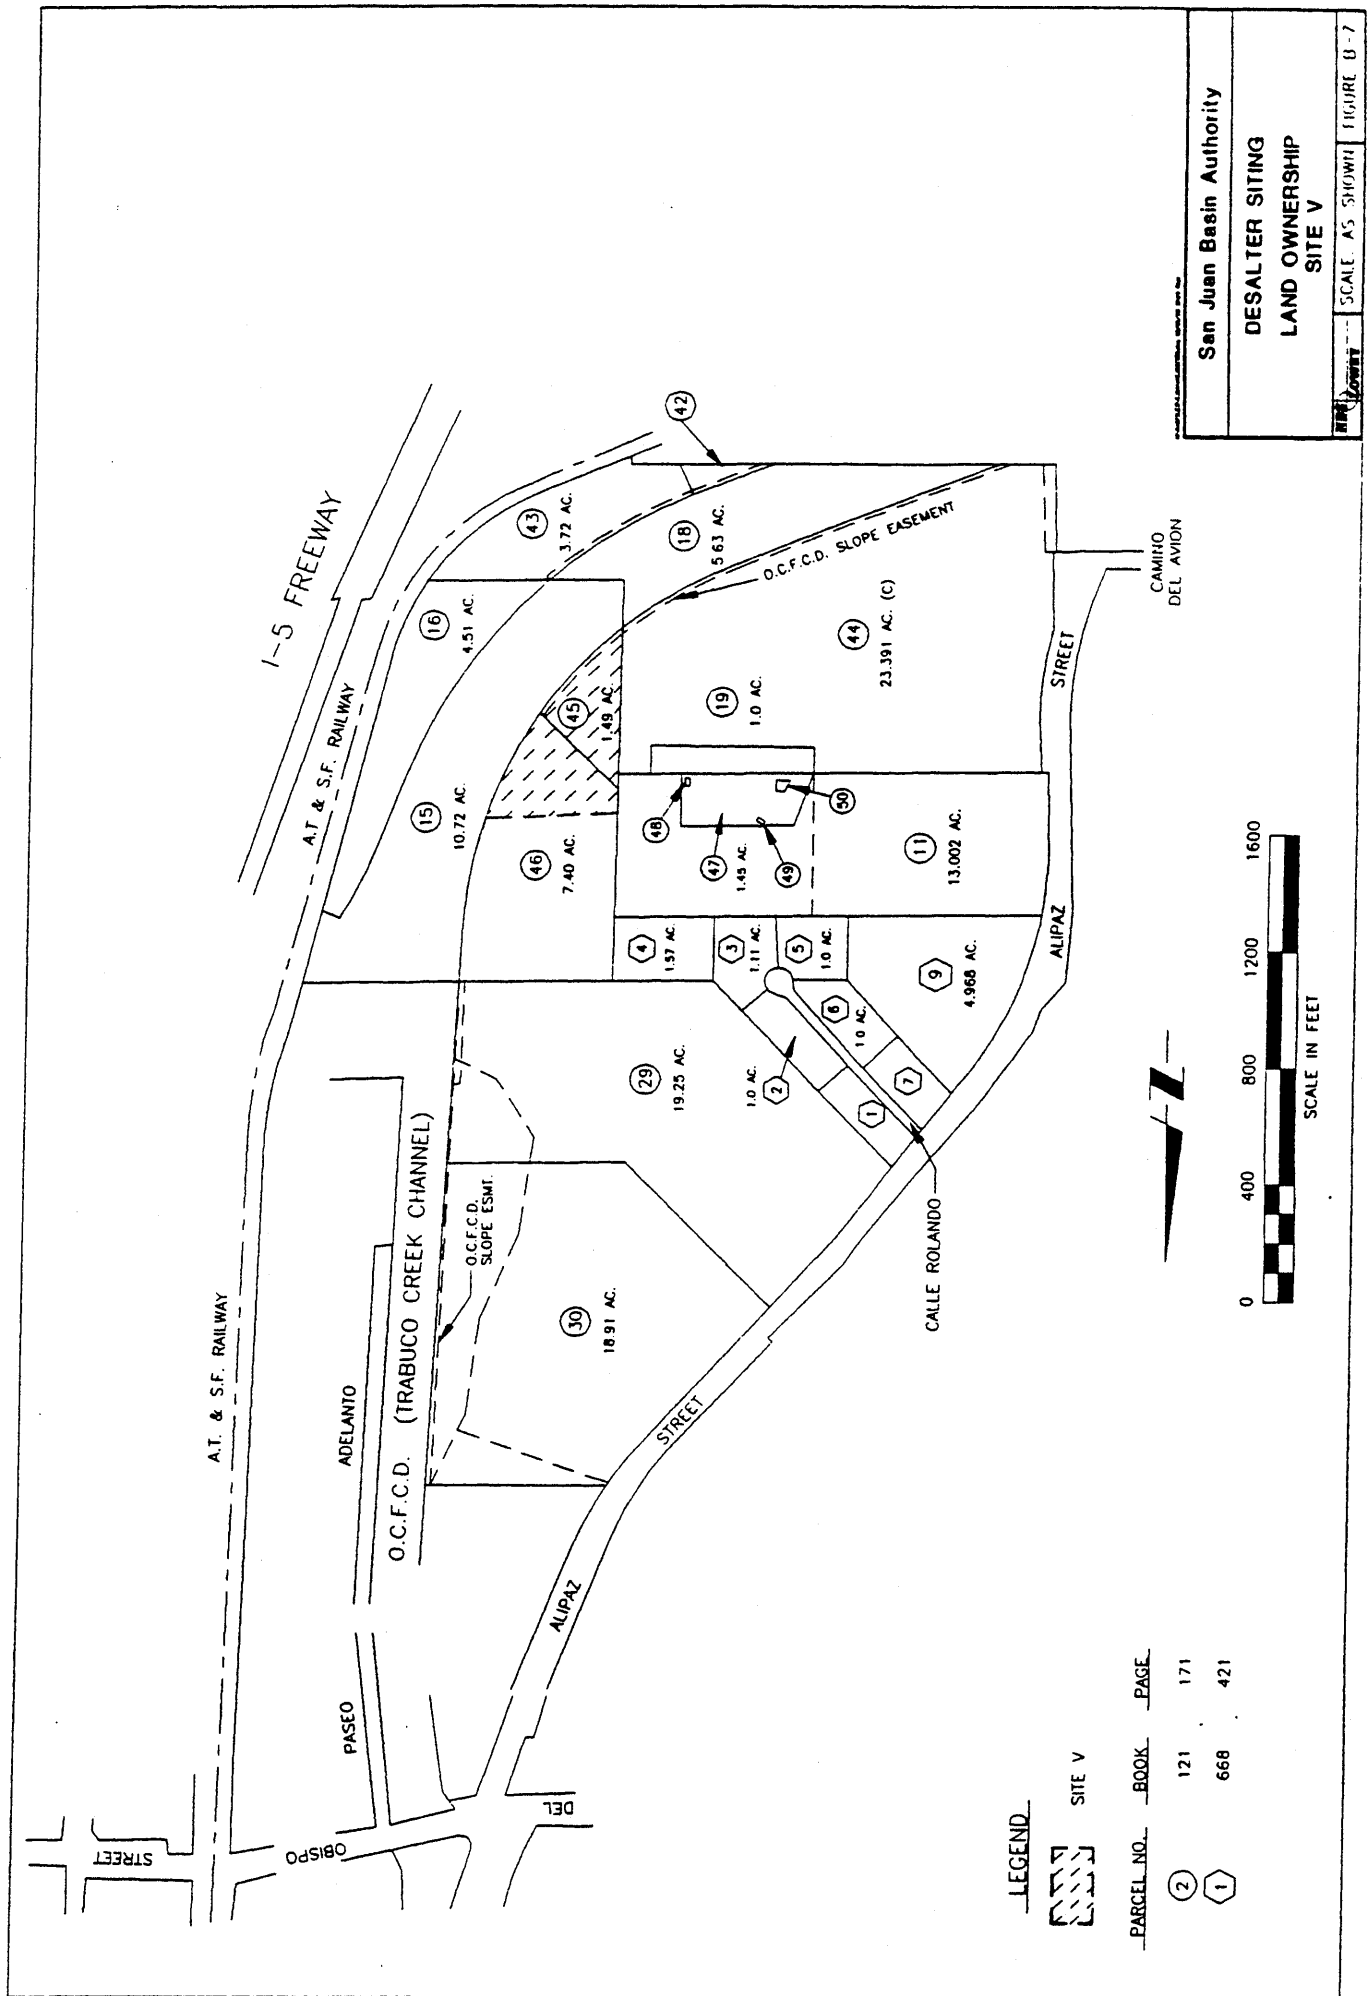 I-5 FREEWAY
A.T. & S.F. RAILWAY
A.T & S.F. RAILWAY
STREET
OBISPO
DEL
PASEO
ADELANTO
O.C.F.C.D. (TRABUCO CREEK CHANNEL)
O.C.F.C.D.
SLOPE ESMT.
ALIPAZ
STREET
30
18.91 AC.
29
19.25 AC.
15
10.72 AC.
16
4.51 AC.
43
3.72 AC.
42
18
5.63 AC.
O.C.F.C.D. SLOPE EASEMENT
45
1.49 AC.
46
7.40 AC.
19
1.0 AC.
44
23.391 AC. (C)
48
47
1.45 AC.
49
50
11
13.002 AC.
4
1.57 AC.
3
1.11 AC.
5
1.0 AC.
9
4.968 AC.
6
1.0 AC.
7
2
1.0 AC.
1
CALLE ROLANDO
ALIPAZ
STREET
CAMINO
DEL AVION
0 400 800 1200 1600
SCALE IN FEET
LEGEND
SITE V
PARCEL NO. BOOK PAGE
2 121 171
1 668 421
San Juan Basin Authority
DESALTER SITING
LAND OWNERSHIP
SITE V
Lowry
SCALE AS SHOWN
FIGURE B-7